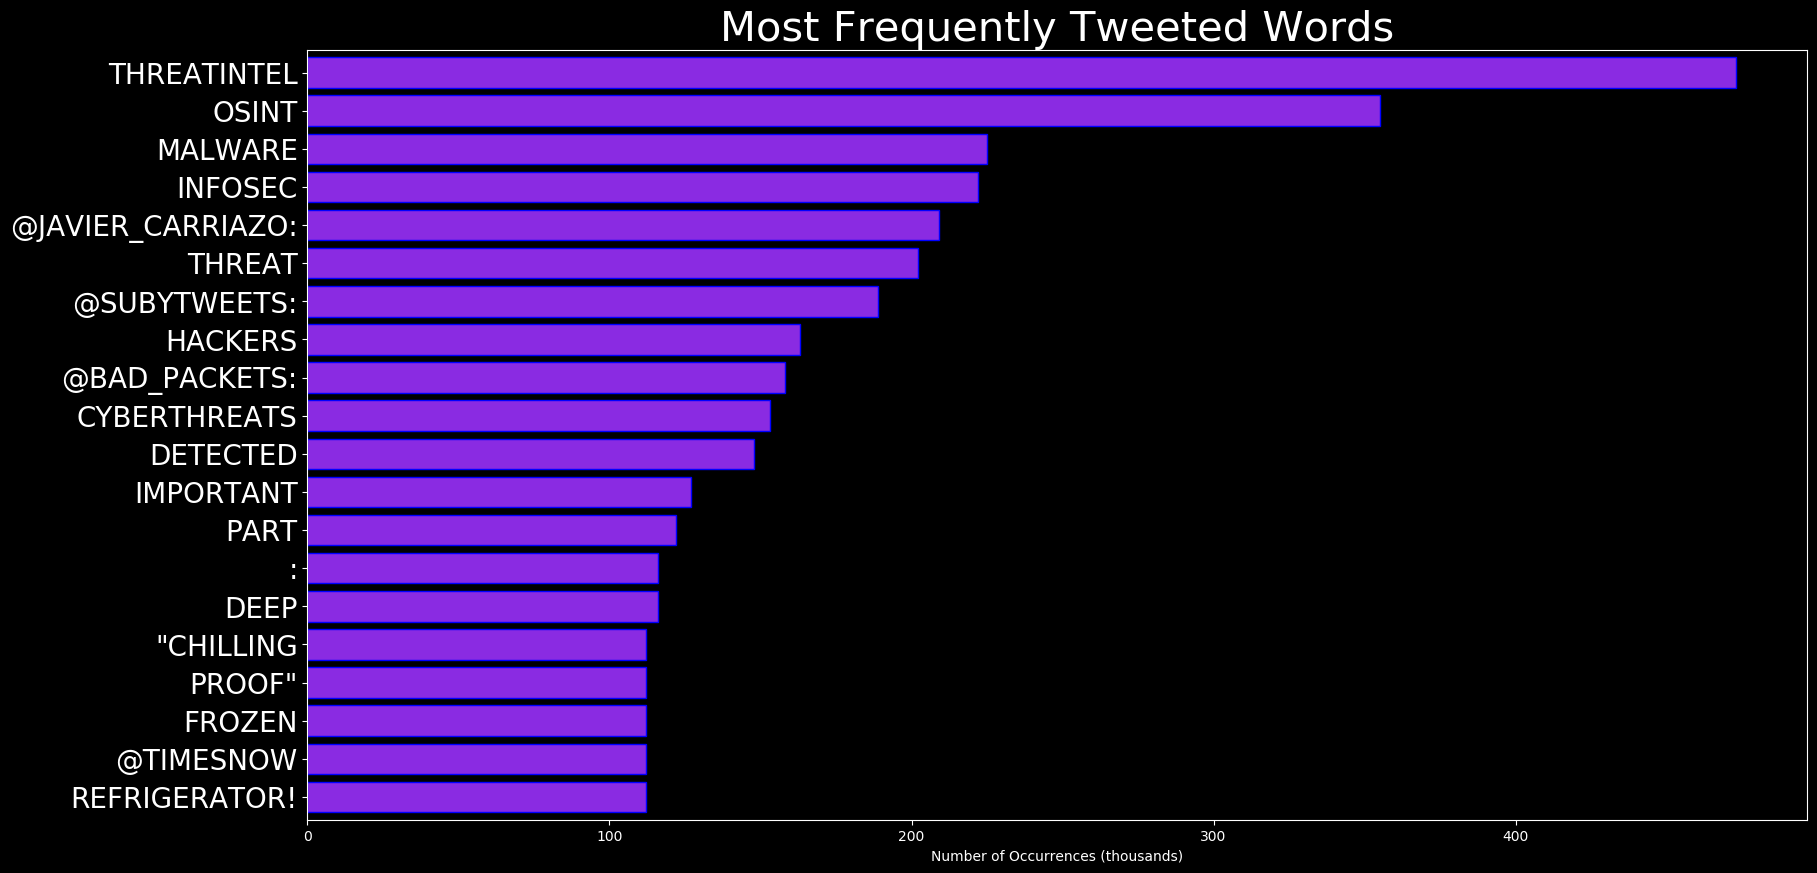 Most Frequently Tweeted Words
THREATINTEL
OSINT
MALWARE
INFOSEC
@JAVIER_CARRIAZO:
THREAT
@SUBYTWEETS:
HACKERS
@BAD_PACKETS:
CYBERTHREATS
DETECTED
IMPORTANT
PART
:
DEEP
"CHILLING
PROOF"
FROZEN
@TIMESNOW
REFRIGERATOR!
0 100 200 300 400
Number of Occurrences (thousands)